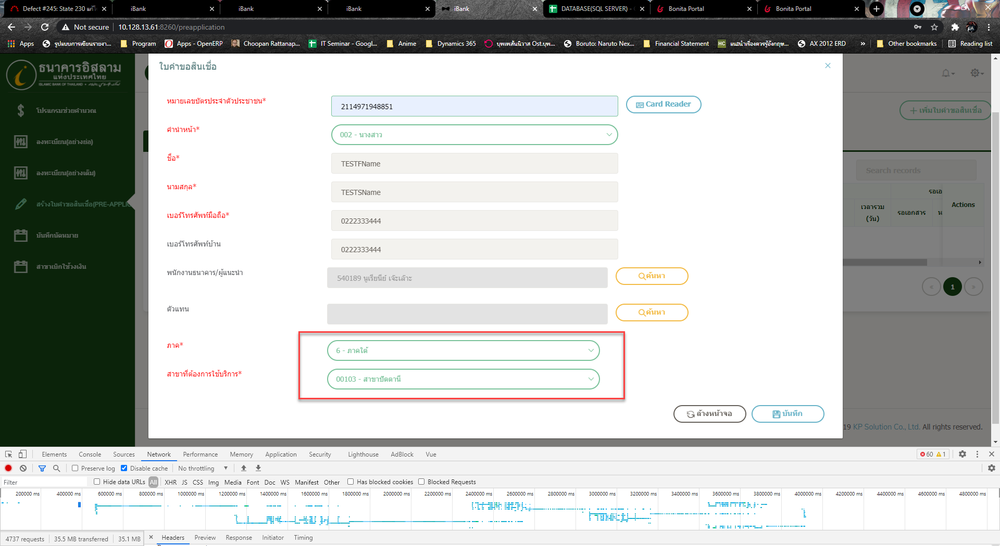 Defect #245: State 230 แก้ไ
iBank
iBank
iBank
iBank
DATABASE(SQL SERVER) -
Bonita Portal
Bonita Portal
Not secure
10.128.13.61:8260/preapplication
Apps
รูปแบบการเขียนรายงา...
Program
Apps - OpenERP
Choopan Rattanap...
IT Seminar - Googl...
Anime
Dynamics 365
บุพเพสันนิวาส Ost.บุพ...
Boruto: Naruto Nex...
Financial Statement
HC
แนะนำเรื่องควรรู้อังกฤษ...
AX 2012 ERD
»
Other bookmarks
Reading list
ธนาคารอิสลาม
แห่งประเทศไทย
ISLAMIC BANK OF THAILAND
โปรแกรมช่วยคำนวณ
ลงทะเบียน(อย่างย่อ)
ลงทะเบียน(อย่างเต็ม)
สร้างใบคำขอสินเชื่อ(PRE-APPLIC
บันทึกนัดหมาย
สาขาเบิกใช้วงเงิน
ใบคำขอสินเชื่อ
×
หมายเลขบัตรประจำตัวประชาชน*
2114971948851
Card Reader
คำนำหน้า*
002 - นางสาว
ชื่อ*
TESTFName
นามสกุล*
TESTSName
เบอร์โทรศัพท์มือถือ*
0222333444
เบอร์โทรศัพท์บ้าน
0222333444
พนักงานธนาคาร/ผู้แนะนำ
540189 นูเรียนีย์ เจ๊ะเล๊าะ
ค้นหา
ตัวแทน
ค้นหา
ภาค*
6 - ภาคใต้
สาขาที่ต้องการใช้บริการ*
00103 - สาขาปัตตานี
ล้างหน้าจอ
บันทึก
+ เพิ่มใบคำขอสินเชื่อ
Search records
รอเอ
เวลารวม
(วัน)
รอเอกสาร
ห
Actions
«
1
»
19 KP Solution Co., Ltd. All rights reserved.
Elements
Console
Sources
Network
Performance
Memory
Application
Security
Lighthouse
AdBlock
Vue
60
1
Preserve log
Disable cache
No throttling
Filter
Hide data URLs
All
XHR
JS
CSS
Img
Media
Font
Doc
WS
Manifest
Other
Has blocked cookies
Blocked Requests
200000 ms
400000 ms
600000 ms
800000 ms
1000000 ms
1200000 ms
1400000 ms
1600000 ms
1800000 ms
2000000 ms
2200000 ms
2400000 ms
2600000 ms
2800000 ms
3000000 ms
3200000 ms
3400000 ms
3600000 ms
3800000 ms
4000000 ms
4200000 ms
4400000 ms
4600000 ms
4800000 ms
4737 requests
35.5 MB transferred
35.1 MB
Headers
Preview
Response
Initiator
Timing